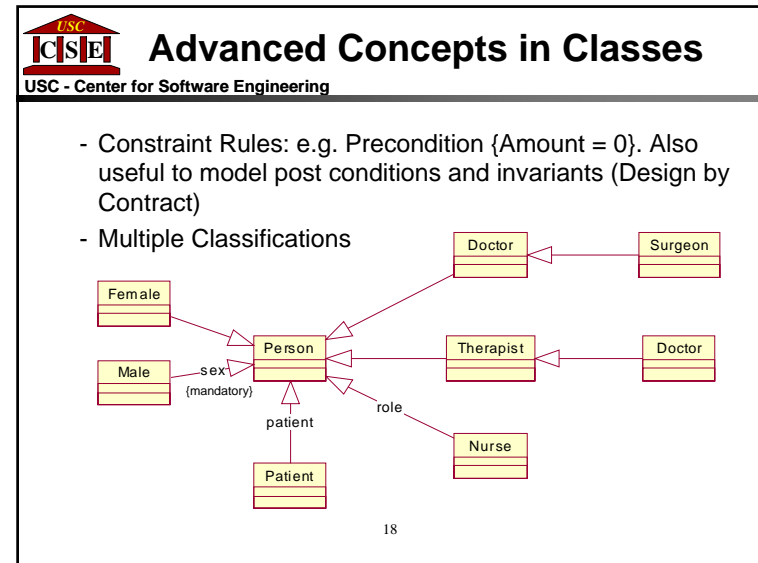 USC
C S E
Advanced Concepts in Classes
USC - Center for Software Engineering
- Constraint Rules: e.g. Precondition {Amount = 0}. Also
useful to model post conditions and invariants (Design by
Contract)
- Multiple Classifications
Doctor
Surgeon
Female
Person
Therapist
Doctor
Male
sex
{mandatory}
role
patient
Nurse
Patient
18